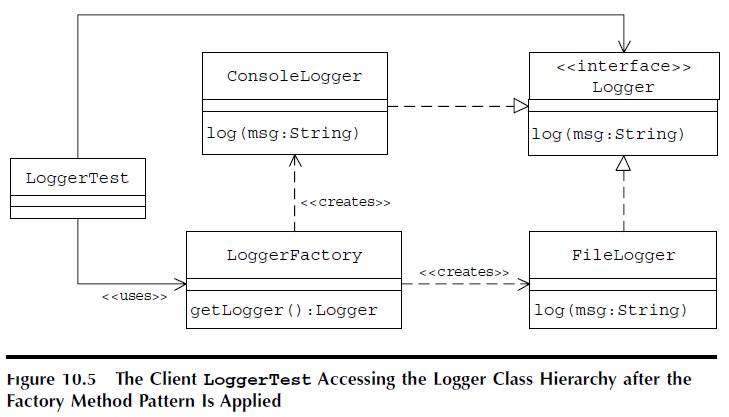 ConsoleLogger
log(msg:String)
<<interface>>
Logger
log(msg:String)
LoggerTest
<<creates>>
LoggerFactory
getLogger():Logger
<<creates>>
FileLogger
log(msg:String)
<<uses>>
Figure 10.5 The Client LoggerTest Accessing the Logger Class Hierarchy after the
Factory Method Pattern Is Applied